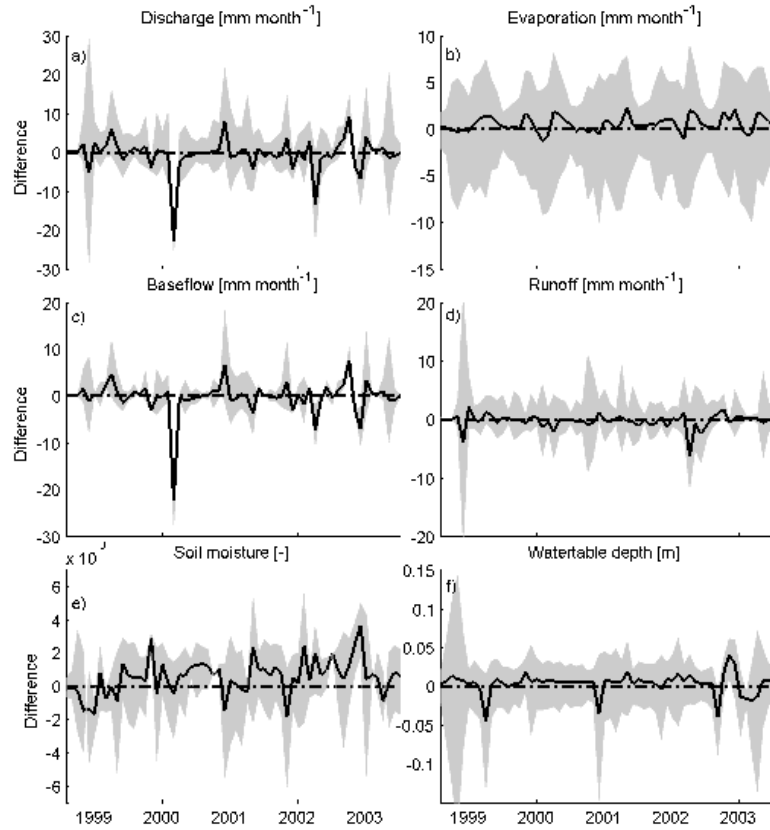 Discharge [mm month⁻¹]
Evaporation [mm month⁻¹]
a)
b)
30
20
10
0
-10
-20
-30
Difference
10
5
0
-5
-10
-15
Baseflow [mm month⁻¹]
Runoff [mm month⁻¹]
c)
d)
20
10
0
-10
-20
-30
Difference
20
10
0
-10
-20
x 10
Soil moisture [-]
Watertable depth [m]
e)
f)
6
4
2
0
-2
-4
-6
Difference
0.15
0.1
0.05
0
-0.05
-0.1
1999 2000 2001 2002 2003
1999 2000 2001 2002 2003